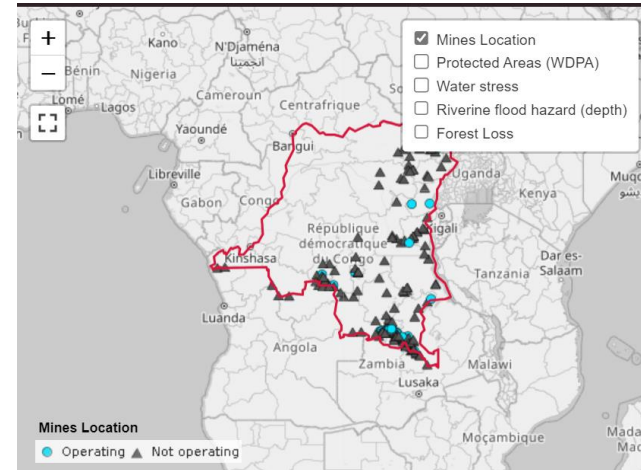 +
−
Mines Location
Protected Areas (WDPA)
Water stress
Riverine flood hazard (depth)
Forest Loss
Kano
N'Djaména
انجمينا
Bénin
Nigeria
Lomé
Lagos
Cameroun
Centrafrique
Yaoundé
Bangui
Libreville
Gabon
Congo
Uganda
Kenya
Kigali
République
démocratique
du Congo
Kinshasa
Tanzania
Dar es-
Salaam
Luanda
Angola
Zambia
Malawi
Lusaka
Moçambique
Mines Location
Operating
Not operating